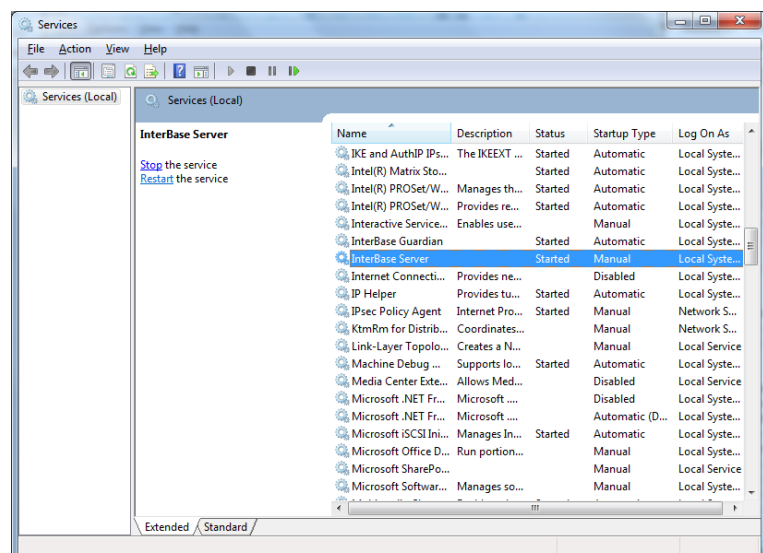 Services
File Action View Help
Services (Local)
Services (Local)
InterBase Server
Stop the service
Restart the service
Name Description Status Startup Type Log On As
IKE and AuthIP IPs... The IKEEXT ... Started Automatic Local Syste...
Intel(R) Matrix Sto... Started Automatic Local Syste...
Intel(R) PROSet/W... Manages th... Started Automatic Local Syste...
Intel(R) PROSet/W... Provides re... Started Automatic Local Syste...
Interactive Service... Enables use... Manual Local Syste...
InterBase Guardian Started Automatic Local Syste...
InterBase Server Started Manual Local Syste...
Internet Connecti... Provides ne... Disabled Local Syste...
IP Helper Provides tu... Started Automatic Local Syste...
IPsec Policy Agent Internet Pro... Started Manual Network S...
KtmRm for Distrib... Coordinates... Manual Network S...
Link-Layer Topolo... Creates a N... Manual Local Service
Machine Debug ... Supports lo... Started Automatic Local Syste...
Media Center Exte... Allows Med... Disabled Local Service
Microsoft .NET Fr... Microsoft .... Disabled Local Syste...
Microsoft .NET Fr... Microsoft .... Automatic (D... Local Syste...
Microsoft iSCSI Ini... Manages In... Started Automatic Local Syste...
Microsoft Office D... Run portion... Manual Local Syste...
Microsoft SharePo... Manual Local Service
Microsoft Softwar... Manages so... Manual Local Syste...
Extended Standard